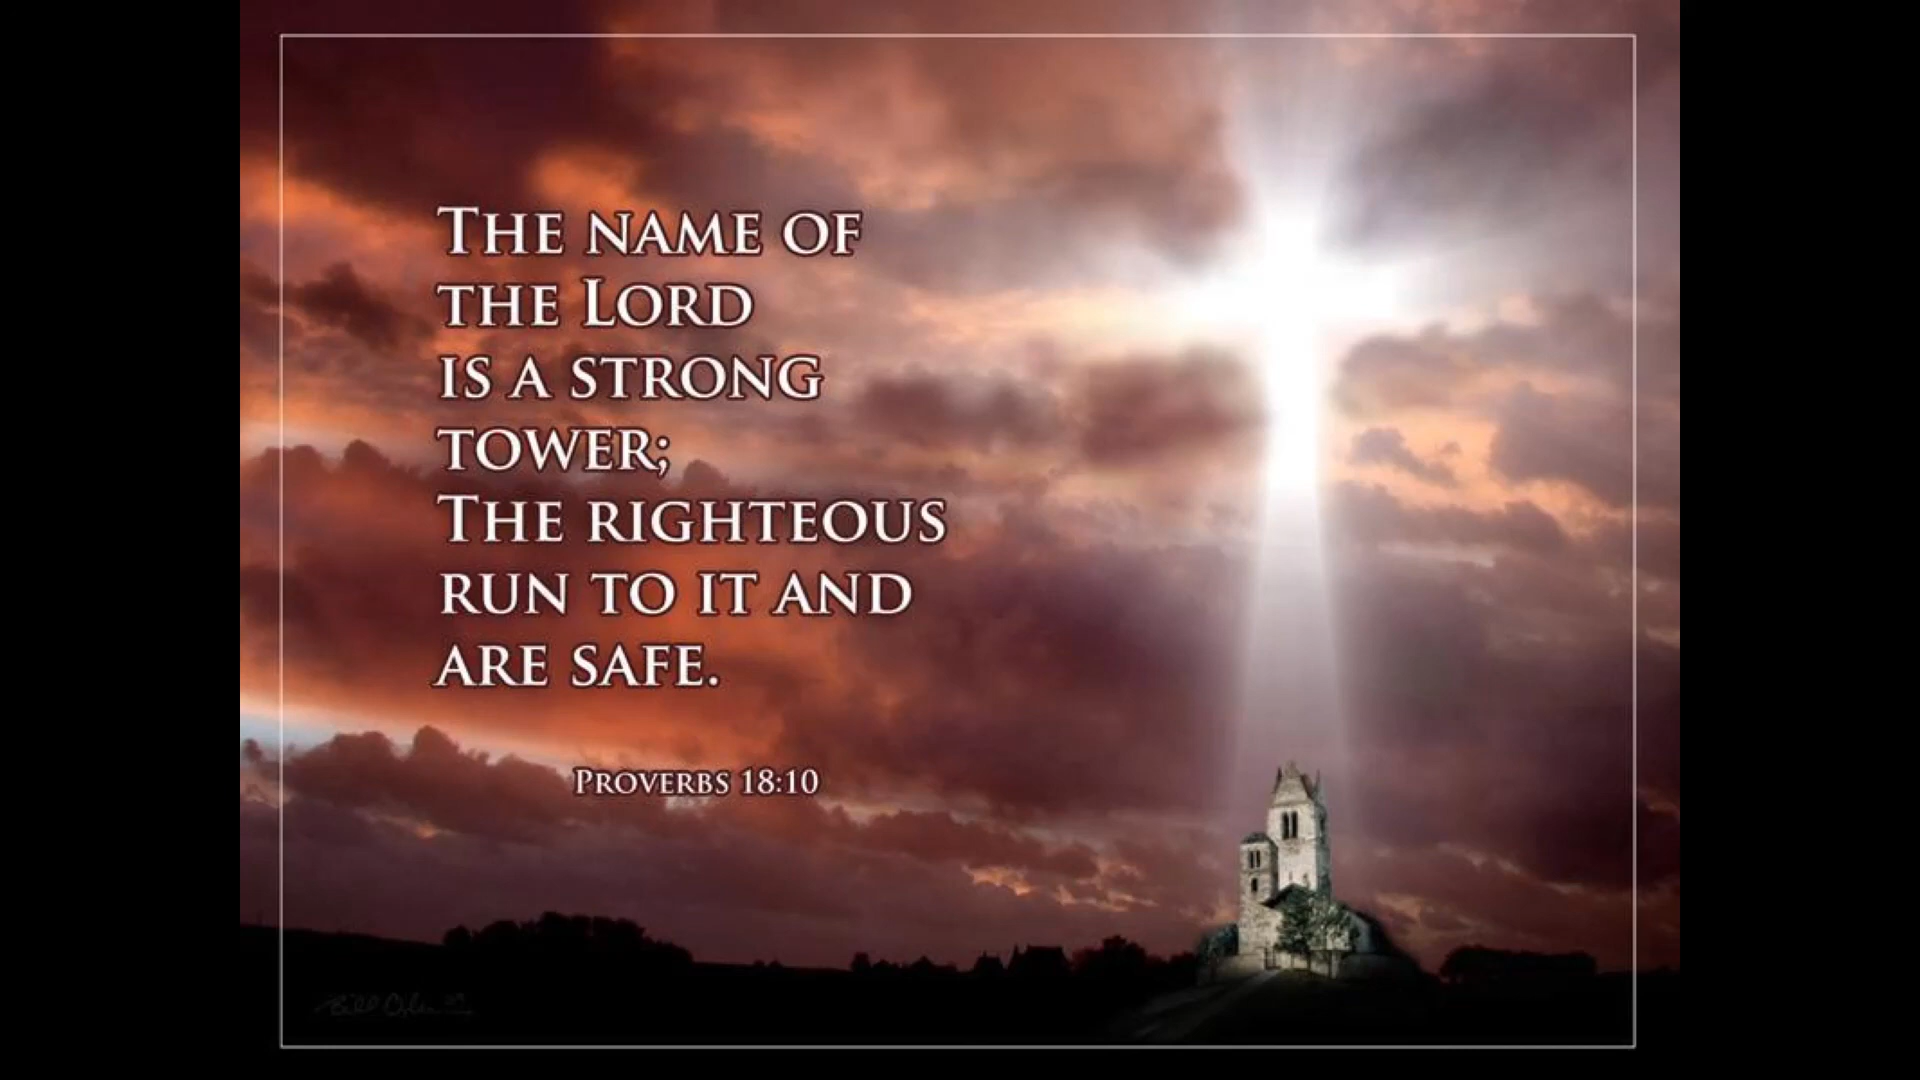 The name of
the Lord
is a strong
tower;
The righteous
run to it and
are safe.
Proverbs 18:10